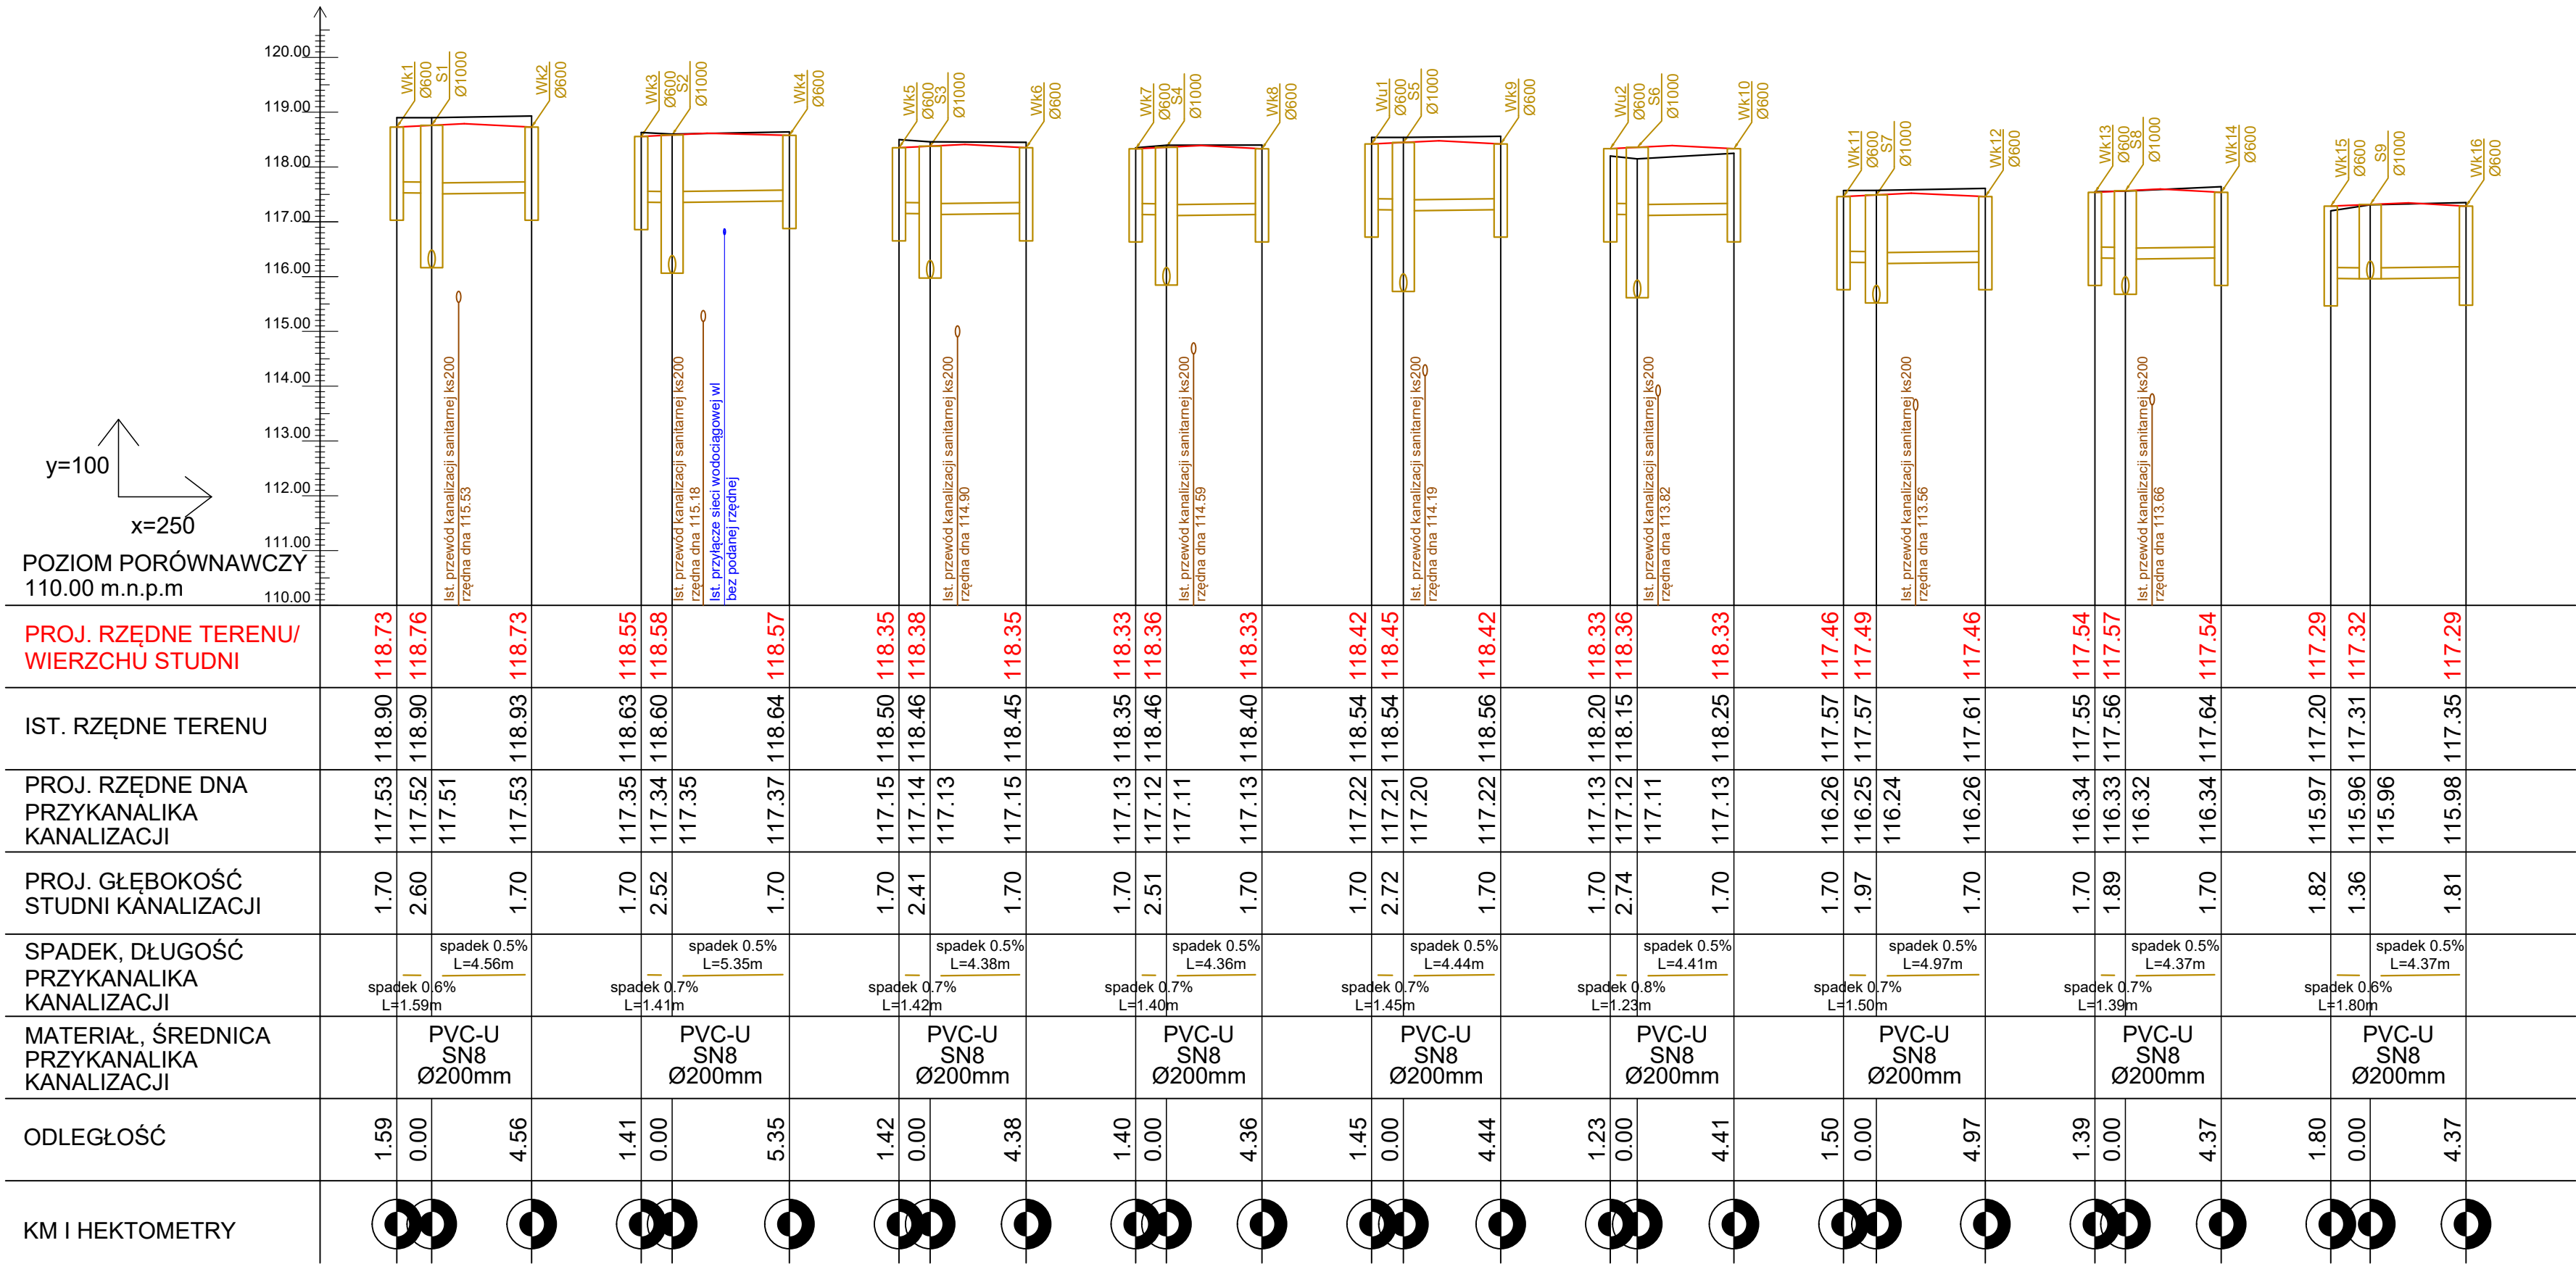 120.00
119.00
118.00
117.00
116.00
115.00
114.00
113.00
112.00
111.00
110.00
y=100
x=250
POZIOM PORÓWNAWCZY
110.00 m.n.p.m
Wk1
Ø600
S1
Ø1000
Wk2
Ø600
Wk3
Ø600
S2
Ø1000
Wk4
Ø600
Wk5
Ø600
S3
Ø1000
Wk6
Ø600
Wk7
Ø600
S4
Ø1000
Wk8
Ø600
Wu1
Ø600
S5
Ø1000
Wk9
Ø600
Wu2
Ø600
S6
Ø1000
Wk10
Ø600
Wk11
Ø600
S7
Ø1000
Wk12
Ø600
Wk13
Ø600
S8
Ø1000
Wk14
Ø600
Wk15
Ø600
S9
Ø1000
Wk16
Ø600
Ist. przewód kanalizacji sanitarnej ks200
rzędna dna 115.53
Ist. przewód kanalizacji sanitarnej ks200
rzędna dna 115.18
Ist. przyłącze sieci wodociągowej wl
bez podanej rzędnej
Ist. przewód kanalizacji sanitarnej ks200
rzędna dna 114.90
Ist. przewód kanalizacji sanitarnej ks200
rzędna dna 114.59
Ist. przewód kanalizacji sanitarnej ks200
rzędna dna 114.19
Ist. przewód kanalizacji sanitarnej ks200
rzędna dna 113.82
Ist. przewód kanalizacji sanitarnej ks200
rzędna dna 113.56
Ist. przewód kanalizacji sanitarnej ks200
rzędna dna 113.66
PROJ. RZĘDNE TERENU/
WIERZCHU STUDNI
118.73 118.76 118.73 118.55 118.58 118.57 118.35 118.38 118.35 118.33 118.36 118.33 118.42 118.45 118.42 118.33 118.36 118.33 117.46 117.49 117.46 117.54 117.57 117.54 117.29 117.32 117.29
IST. RZĘDNE TERENU
118.90 118.90 118.93 118.63 118.60 118.64 118.50 118.46 118.45 118.35 118.46 118.40 118.54 118.54 118.56 118.20 118.15 118.25 117.57 117.57 117.61 117.55 117.56 117.64 117.20 117.31 117.35
PROJ. RZĘDNE DNA
PRZYKANALIKA
KANALIZACJI
117.53 117.52 117.51 117.53 117.35 117.34 117.35 117.37 117.15 117.14 117.13 117.15 117.13 117.12 117.11 117.13 117.22 117.21 117.20 117.22 117.13 117.12 117.11 117.13 116.26 116.25 116.24 116.26 116.34 116.33 116.32 116.34 115.97 115.96 115.96 115.98
PROJ. GŁĘBOKOŚĆ
STUDNI KANALIZACJI
1.70 2.60 1.70 1.70 2.52 1.70 1.70 2.41 1.70 1.70 2.51 1.70 1.70 2.72 1.70 1.70 2.74 1.70 1.70 1.97 1.70 1.70 1.89 1.70 1.82 1.36 1.81
SPADEK, DŁUGOŚĆ
PRZYKANALIKA
KANALIZACJI
spadek 0.5%
L=4.56m
spadek 0.6%
L=1.59m
spadek 0.5%
L=5.35m
spadek 0.7%
L=1.41m
spadek 0.5%
L=4.38m
spadek 0.7%
L=1.42m
spadek 0.5%
L=4.36m
spadek 0.7%
L=1.40m
spadek 0.5%
L=4.44m
spadek 0.7%
L=1.45m
spadek 0.5%
L=4.41m
spadek 0.8%
L=1.23m
spadek 0.5%
L=4.97m
spadek 0.7%
L=1.50m
spadek 0.5%
L=4.37m
spadek 0.7%
L=1.39m
spadek 0.5%
L=4.37m
spadek 0.6%
L=1.80m
MATERIAŁ, ŚREDNICA
PRZYKANALIKA
KANALIZACJI
PVC-U
SN8
Ø200mm
PVC-U
SN8
Ø200mm
PVC-U
SN8
Ø200mm
PVC-U
SN8
Ø200mm
PVC-U
SN8
Ø200mm
PVC-U
SN8
Ø200mm
PVC-U
SN8
Ø200mm
PVC-U
SN8
Ø200mm
PVC-U
SN8
Ø200mm
ODLEGŁOŚĆ
1.59 0.00 4.56 1.41 0.00 5.35 1.42 0.00 4.38 1.40 0.00 4.36 1.45 0.00 4.44 1.23 0.00 4.41 1.50 0.00 4.97 1.39 0.00 4.37 1.80 0.00 4.37
KM I HEKTOMETRY